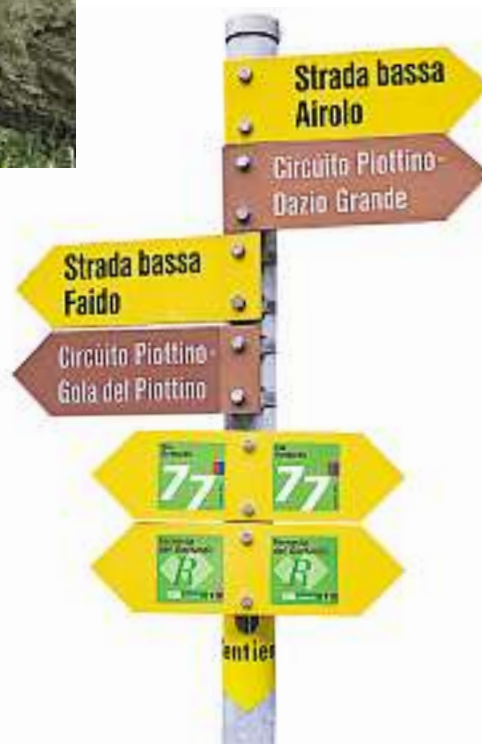 Strada bassa
Airolo
Circuito Piottino-
Dazio Grande
Strada bassa
Faido
Circuito Piottino-
Gola del Piottino
77
77
R
R
entier